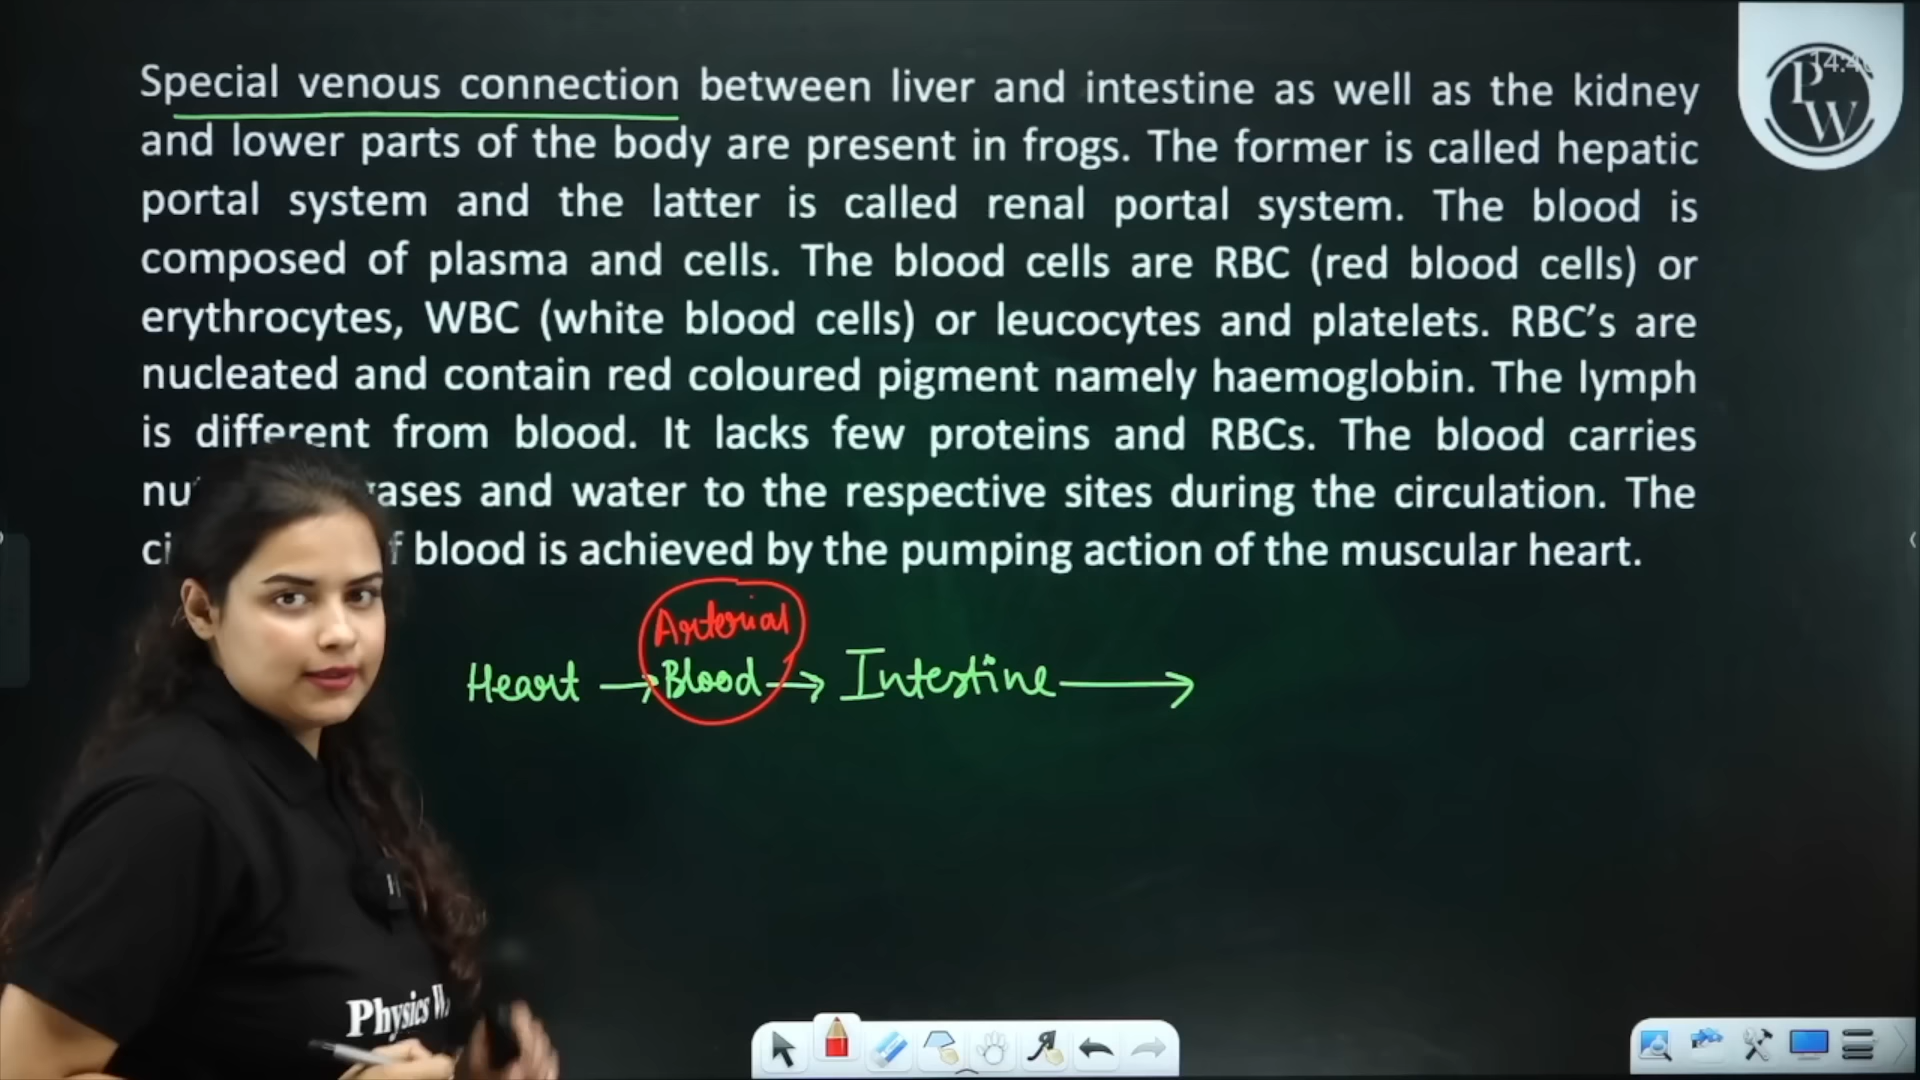 Special venous connection between liver and intestine as well as the kidney
and lower parts of the body are present in frogs. The former is called hepatic
portal system and the latter is called renal portal system. The blood is
composed of plasma and cells. The blood cells are RBC (red blood cells) or
erythrocytes, WBC (white blood cells) or leucocytes and platelets. RBC’s are
nucleated and contain red coloured pigment namely haemoglobin. The lymph
is different from blood. It lacks few proteins and RBCs. The blood carries
and water to the respective sites during the circulation. The
blood is achieved by the pumping action of the muscular heart.
Arterial
Heart → Blood → Intestine →
PW
Physics W